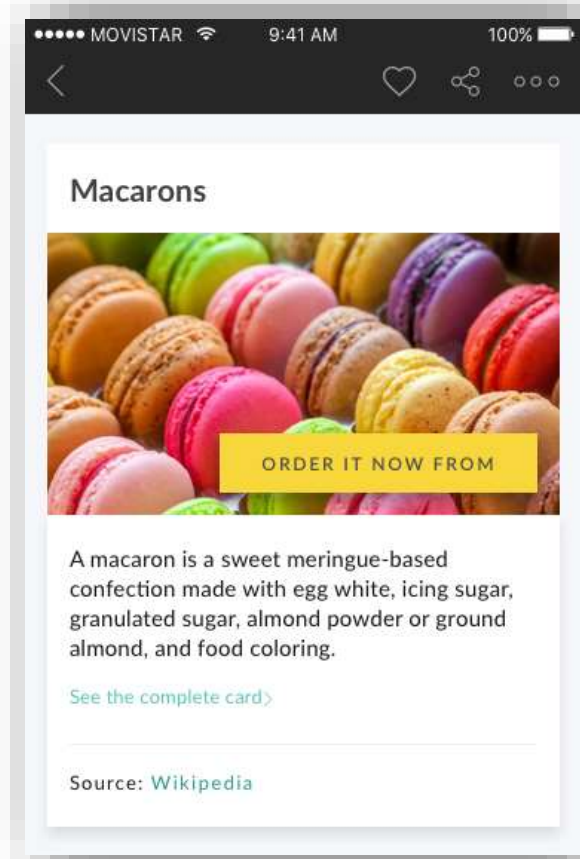 MOVISTAR 9:41 AM 100%
Macarons
ORDER IT NOW FROM
A macaron is a sweet meringue-based
confection made with egg white, icing sugar,
granulated sugar, almond powder or ground
almond, and food coloring.
See the complete card>
Source: Wikipedia